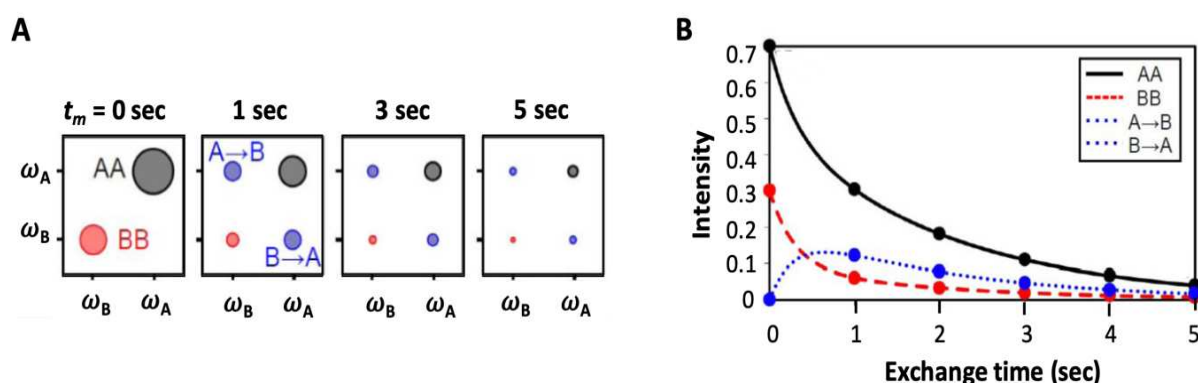 A
t_m = 0 sec 1 sec 3 sec 5 sec
ω_A
ω_B
AA
BB
A→B
B→A
ω_B ω_A ω_B ω_A ω_B ω_A ω_B ω_A
B
Intensity
0.7
0.6
0.5
0.4
0.3
0.2
0.1
0
0 1 2 3 4 5
Exchange time (sec)
AA
BB
A→B
B→A